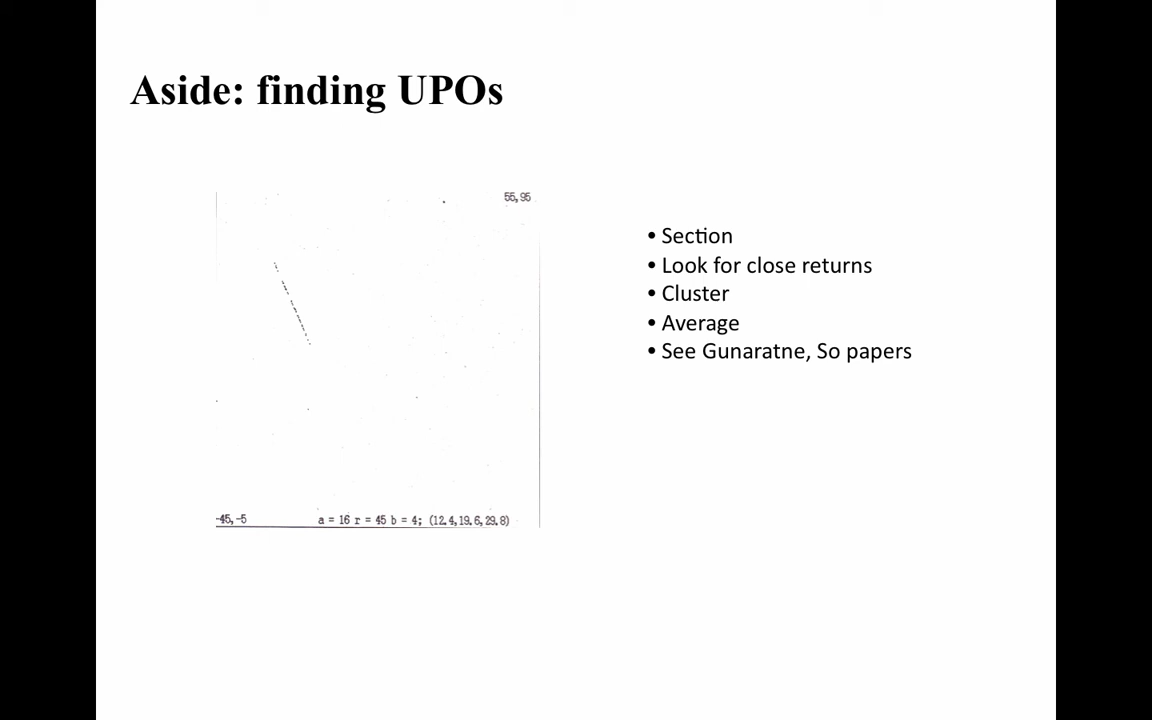 Aside: finding UPOs
55,95
• Section
• Look for close returns
• Cluster
• Average
• See Gunaratne, So papers
-45,-5
a = 16 r = 45 b = 4; (12.4,19.6,29.8)